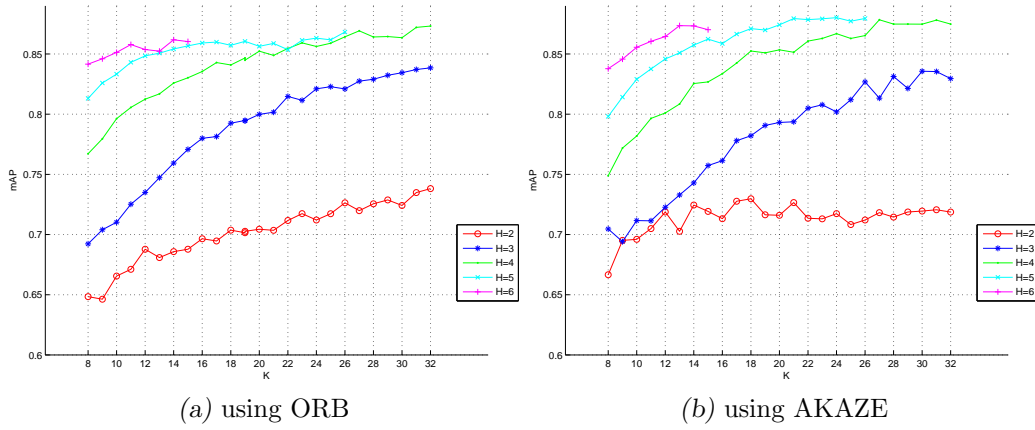 0.85
0.8
0.75
mAP
0.7
0.65
0.6
8 10 12 14 16 18 20 22 24 26 28 30 32
K
H=2
H=3
H=4
H=5
H=6
(a) using ORB
0.85
0.8
0.75
mAP
0.7
0.65
0.6
8 10 12 14 16 18 20 22 24 26 28 30 32
K
H=2
H=3
H=4
H=5
H=6
(b) using AKAZE